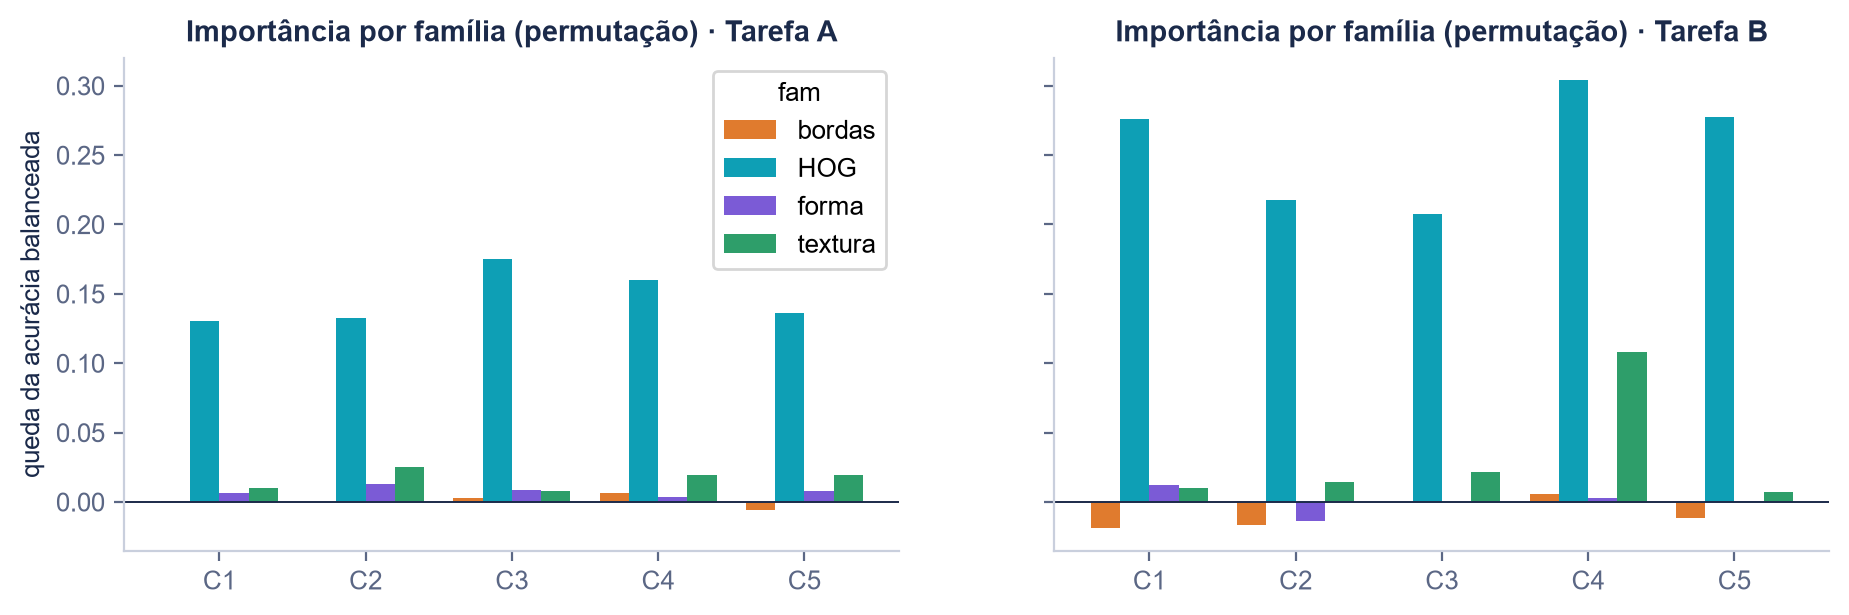 Importância por família (permutação) · Tarefa A
queda da acurácia balanceada
0.30
0.25
0.20
0.15
0.10
0.05
0.00
fam
bordas
HOG
forma
textura
C1 C2 C3 C4 C5
Importância por família (permutação) · Tarefa B
C1 C2 C3 C4 C5